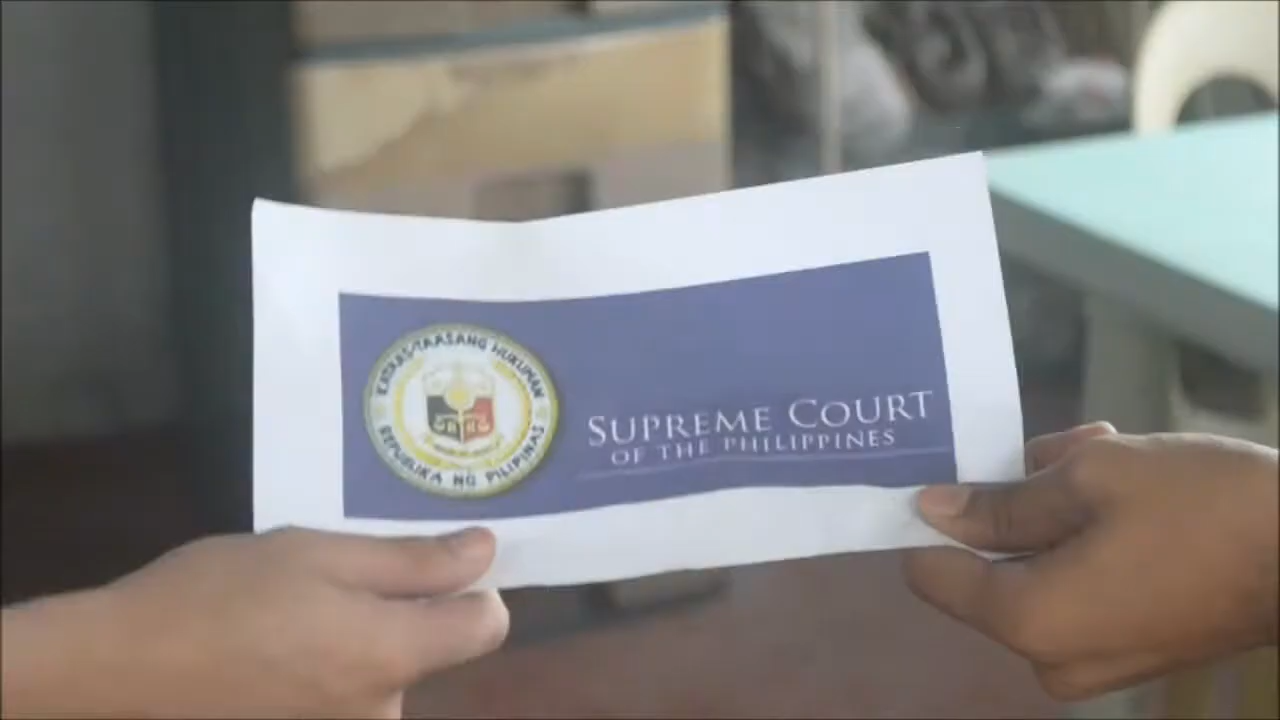 KATAAS-TAASANG HUKUMAN
REPUBLIKA NG PILIPINAS
SUPREME COURT
OF THE PHILIPPINES